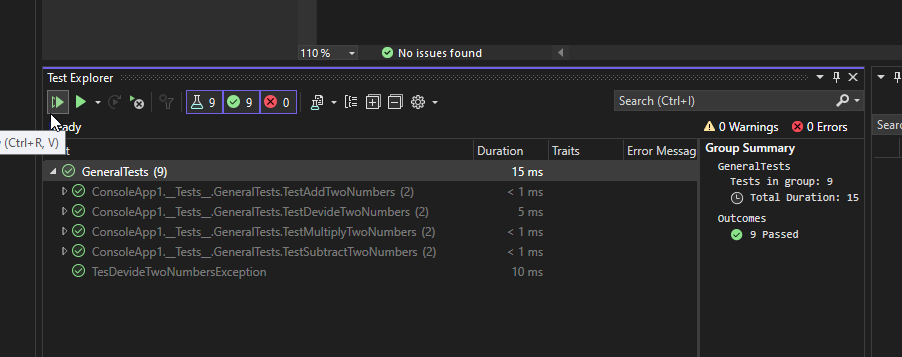 110 % No issues found
Test Explorer
9 9 0 Search (Ctrl+I)
(Ctrl+R, V) 0 Warnings 0 Errors
Duration Traits Error Messag Group Summary
GeneralTests (9) 15 ms GeneralTests
ConsoleApp1.__Tests__.GeneralTests.TestAddTwoNumbers (2) < 1 ms Tests in group: 9
Total Duration: 15
ConsoleApp1.__Tests__.GeneralTests.TestDevideTwoNumbers (2) 5 ms Outcomes
ConsoleApp1.__Tests__.GeneralTests.TestMultiplyTwoNumbers (2) < 1 ms 9 Passed
ConsoleApp1.__Tests__.GeneralTests.TestSubtractTwoNumbers (2) < 1 ms
TesDevideTwoNumbersException 10 ms